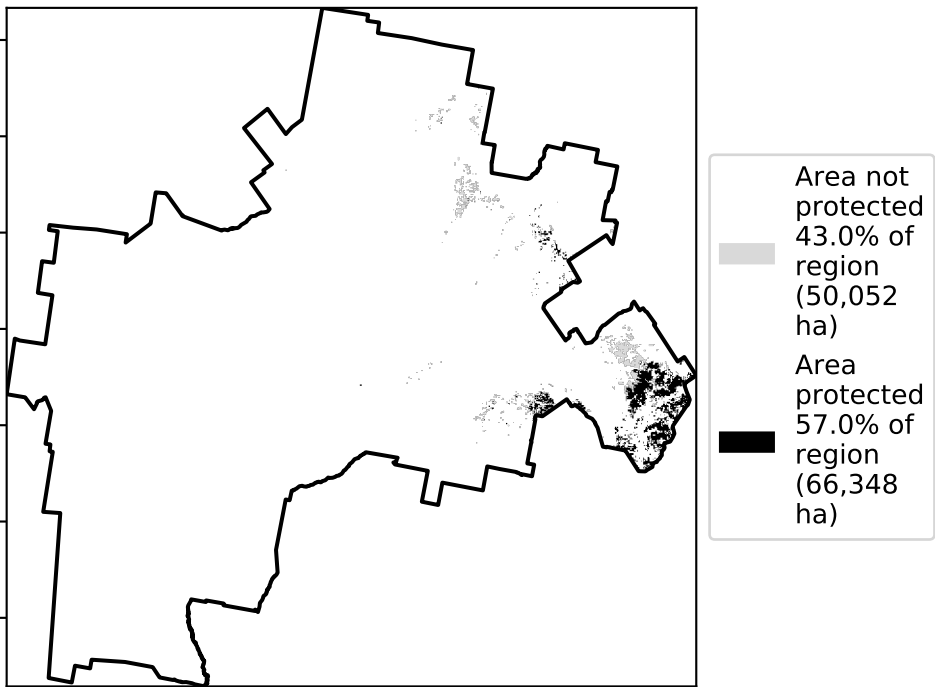 Area not
protected
43.0% of
region
(50,052
ha)
Area
protected
57.0% of
region
(66,348
ha)